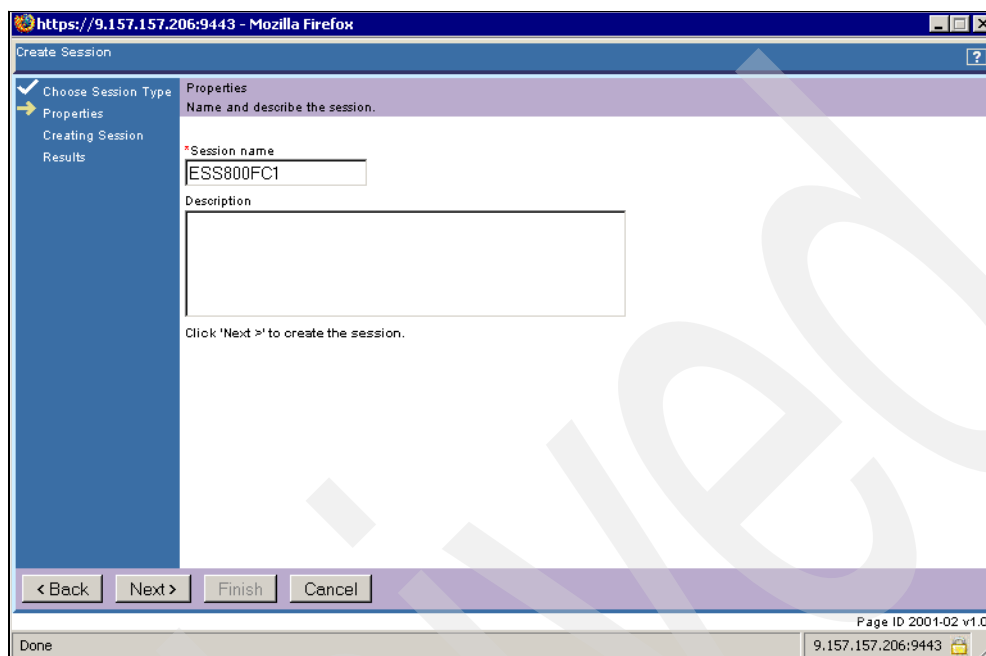 https://9.157.157.206:9443 - Mozilla Firefox
Create Session
?
Choose Session Type
Properties
Creating Session
Results
Properties
Name and describe the session.
*Session name
ESS800FC1
Description
Click 'Next >' to create the session.
< Back
Next >
Finish
Cancel
Page ID 2001-02 v1.0
Done
9.157.157.206:9443
ived